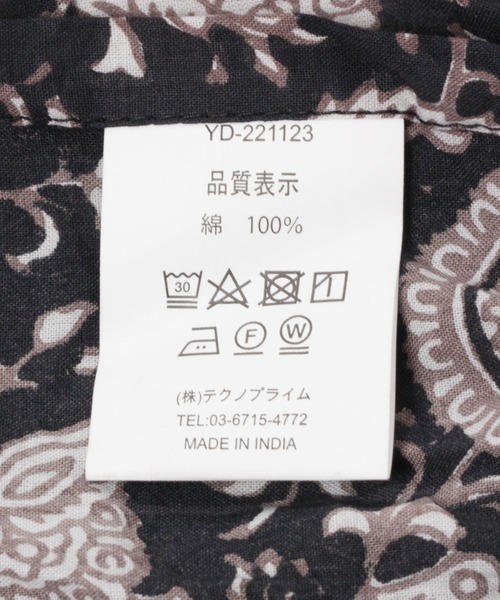 YD-221123
品質表示
綿 100%
30
F W
(株)テクノプライム
TEL:03-6715-4772
MADE IN INDIA